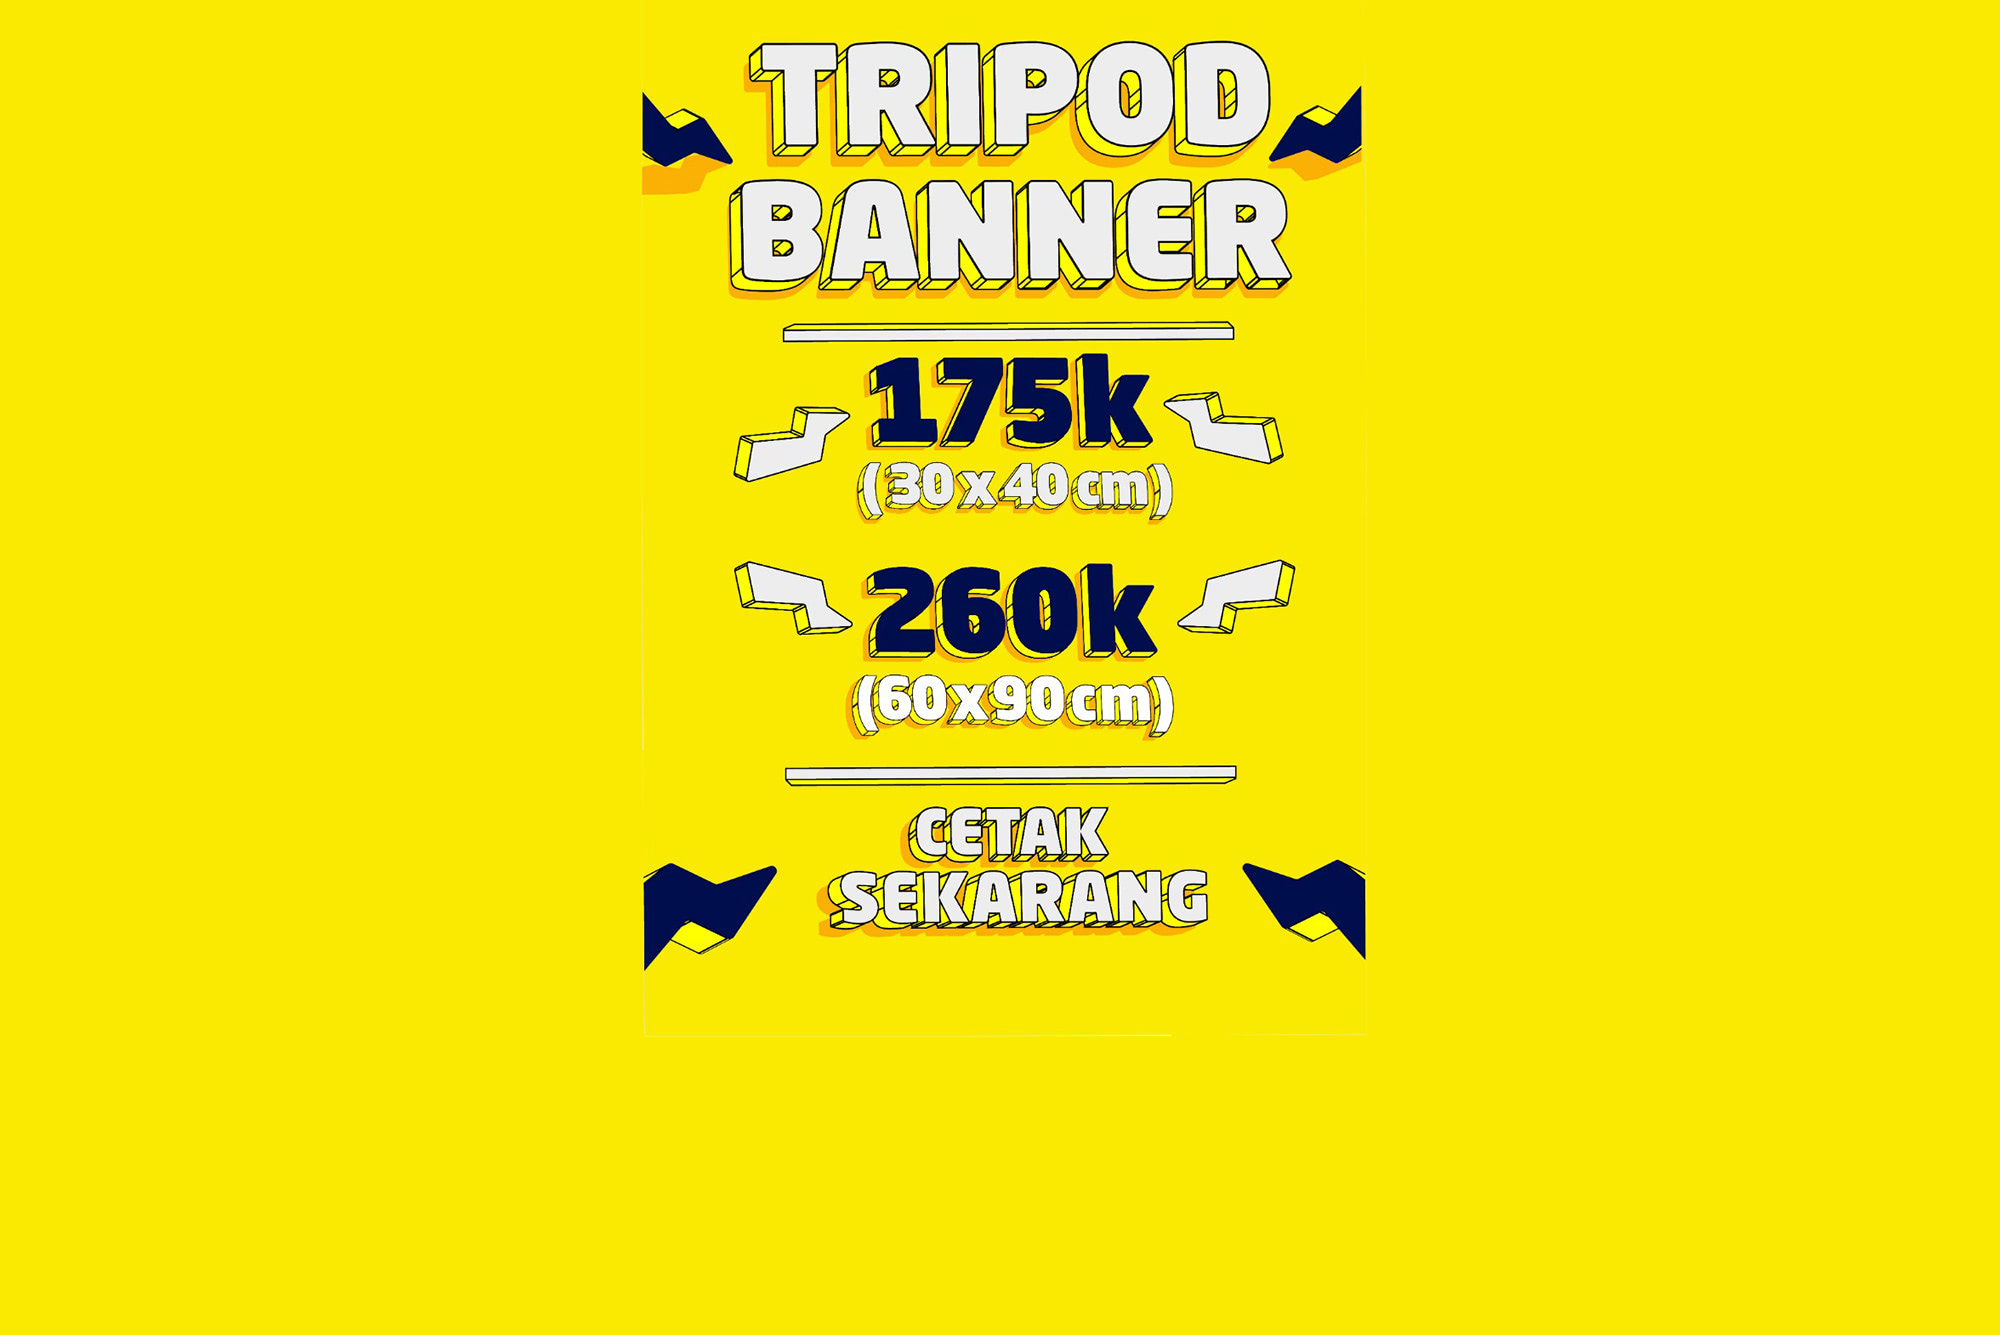 TRIPOD
BANNER
175k
(30x40cm)
260k
(60x90cm)
CETAK
SEKARANG